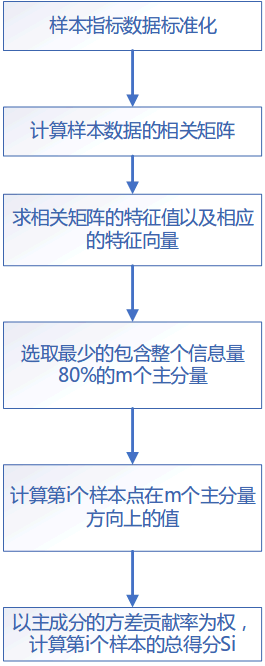 样本指标数据标准化
计算样本数据的相关矩阵
求相关矩阵的特征值以及相应
的特征向量
选取最少的包含整个信息量
80%的m个主分量
计算第i个样本点在m个主分量
方向上的值
以主成分的方差贡献率为权，
计算第i个样本的总得分Si